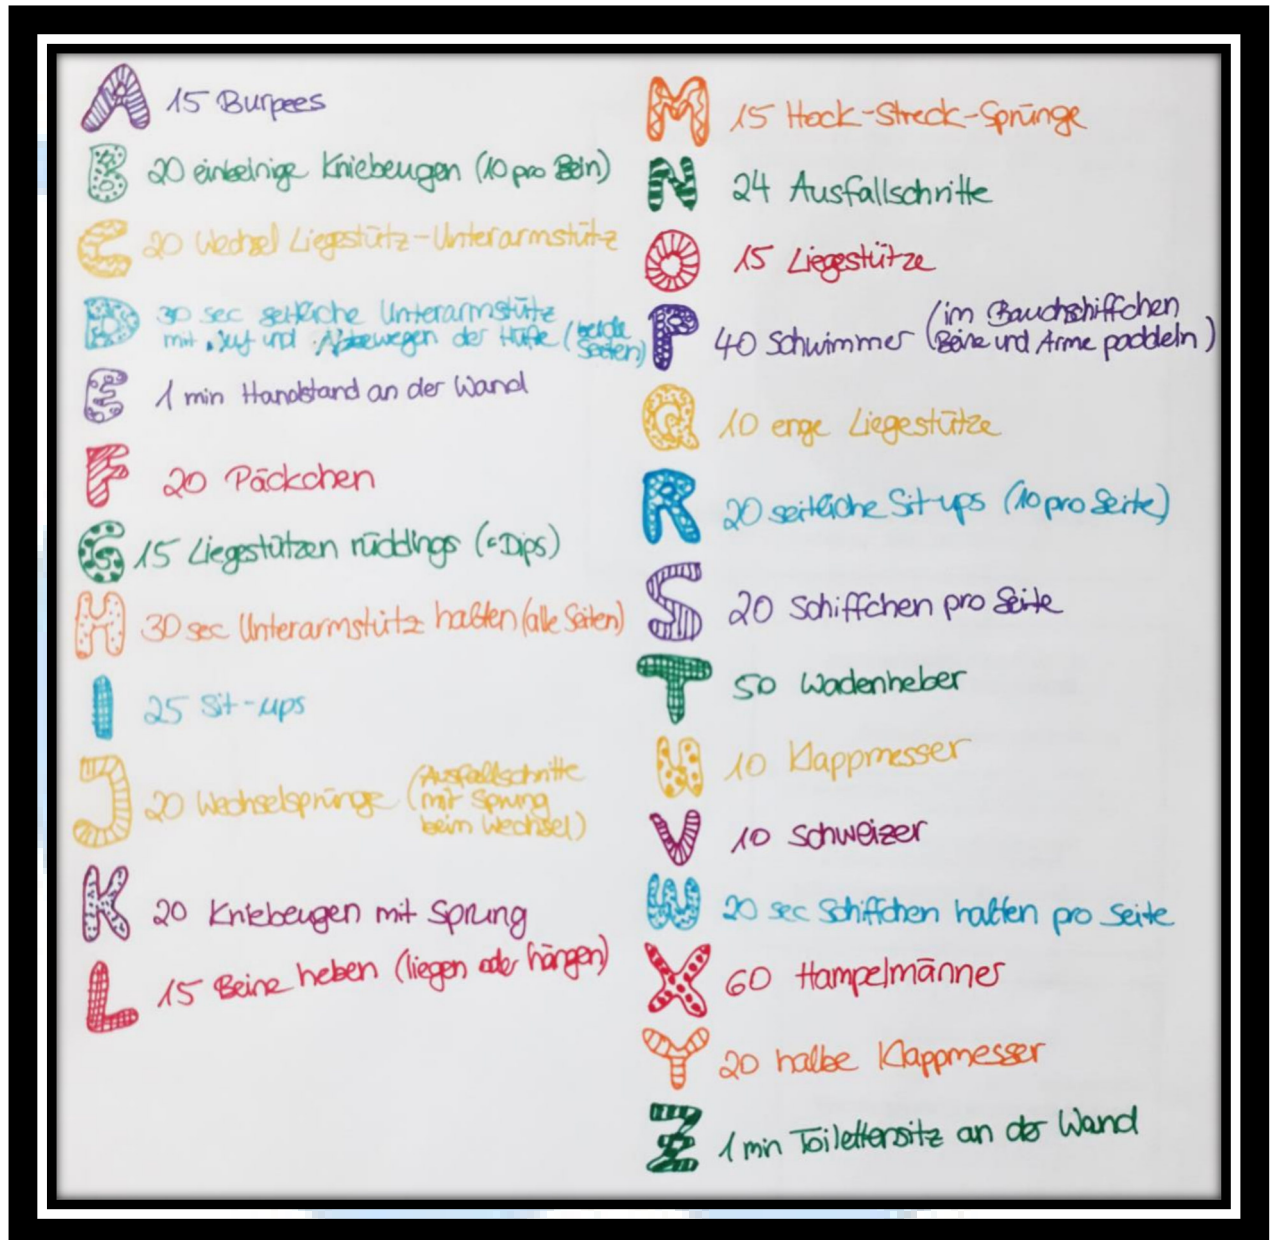 A 15 Burpees
B 20 einbeinige Kniebeugen (10 pro Bein)
C 20 Wechsel Liegestütz-Unterarmstütz
D 30 sec seitliche Unterarmstütz
mit Auf und Abbewegen der Hüfte (beide
Seiten)
E 1 min Handstand an der Wand
F 20 Päckchen
G 15 Liegestützen rücklings (=Dips)
H 30 sec Unterarmstütz halten (alle Seiten)
I 25 Sit-ups
J 20 Wechselsprünge (Ausfallschritte
mit Sprung
beim Wechsel)
K 20 Kniebeugen mit Sprung
L 15 Beine heben (liegen oder hängen)
M 15 Hock-Streck-Sprünge
N 24 Ausfallschritte
O 15 Liegestütze
P 40 Schwimmer (im Bauchschiffchen
Beine und Arme paddeln)
Q 10 enge Liegestütze
R 20 seitliche Sit-ups (10 pro Seite)
S 20 Schiffchen pro Seite
T 50 Wadenheber
U 10 Klappmesser
V 10 Schweizer
W 20 sec Schiffchen halten pro Seite
X 60 Hampelmänner
Y 20 halbe Klappmesser
Z 1 min Toilettensitz an der Wand